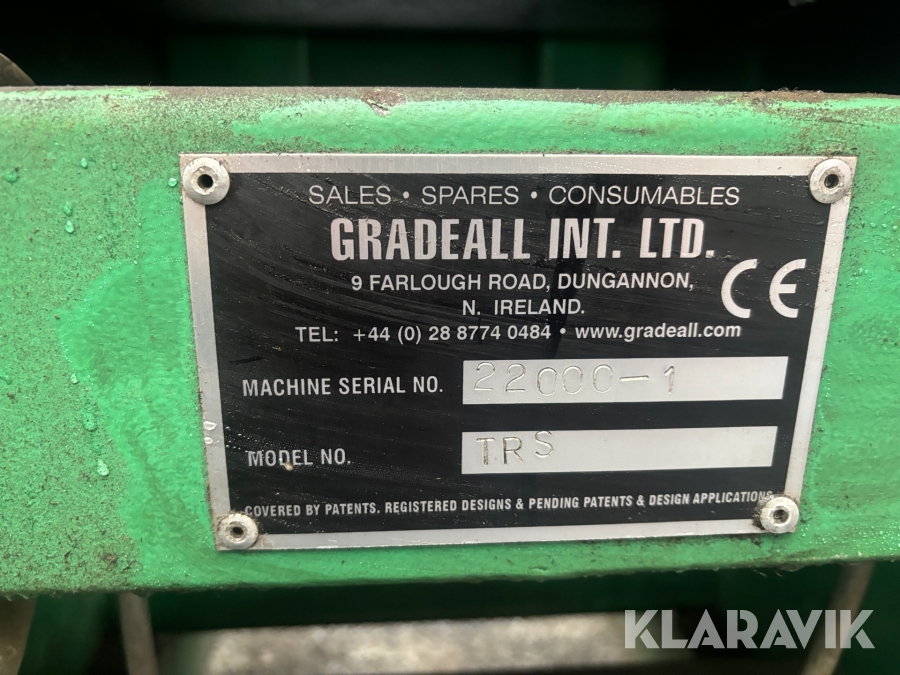 SALES • SPARES • CONSUMABLES
GRADEALL INT. LTD.
9 FARLOUGH ROAD, DUNGANNON,
N. IRELAND.
CE
TEL: +44 (0) 28 8774 0484 • www.gradeall.com
MACHINE SERIAL NO. 22000-1
MODEL NO. TRS
COVERED BY PATENTS, REGISTERED DESIGNS & PENDING PATENTS & DESIGN APPLICATIONS
KLARAVIK